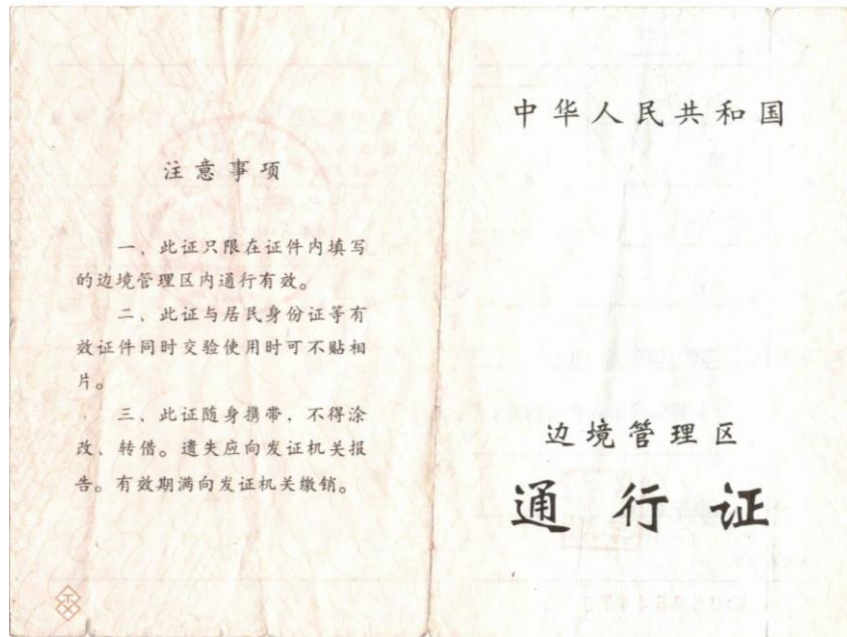 注意事项
一、此证只限在证件内填写
的边境管理区内通行有效。
二、此证与居民身份证等有
效证件同时交验使用时可不贴相
片。
三、此证随身携带，不得涂
改、转借。遗失应向发证机关报
告。有效期满向发证机关缴销。
中华人民共和国
边境管理区
通行证